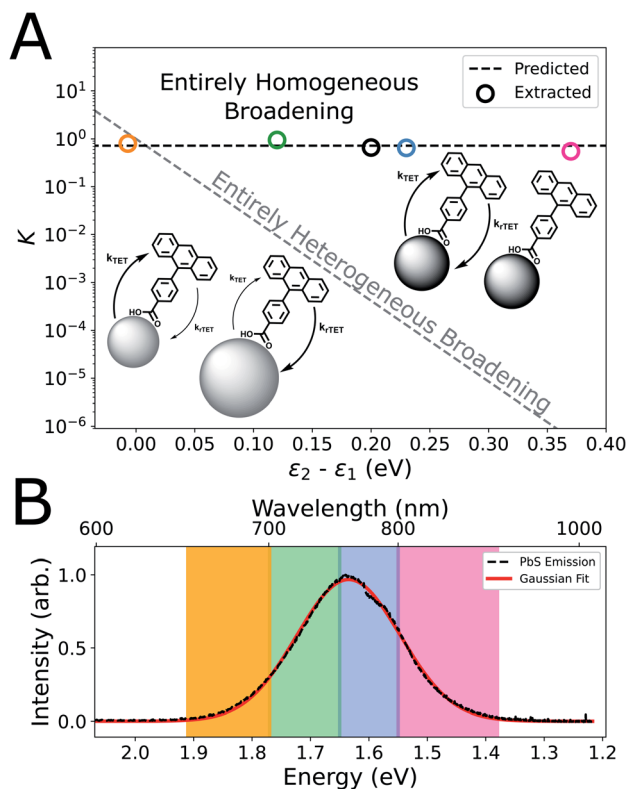 A
Entirely Homogeneous
Broadening
Predicted
Extracted
Entirely Heterogeneous Broadening
k_TET
k_rTET
HO
O
k_TET
k_rTET
HO
O
k_TET
k_rTET
HO
O
HO
O
K
10^1
10^0
10^-1
10^-2
10^-3
10^-4
10^-5
10^-6
0.00 0.05 0.10 0.15 0.20 0.25 0.30 0.35 0.40
ε₂ - ε₁ (eV)
B
Wavelength (nm)
600 700 800 1000
PbS Emission
Gaussian Fit
Intensity (arb.)
1.0
0.5
0.0
2.0 1.9 1.8 1.7 1.6 1.5 1.4 1.3 1.2
Energy (eV)